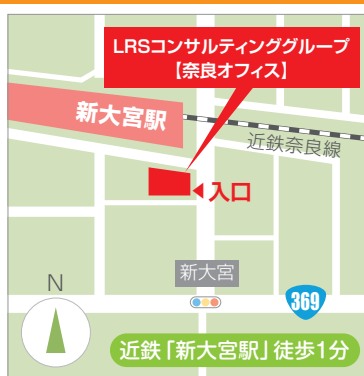 LRSコンサルティンググループ
【奈良オフィス】
新大宮駅
近鉄奈良線
入口
新大宮
N
369
近鉄「新大宮駅」徒歩1分